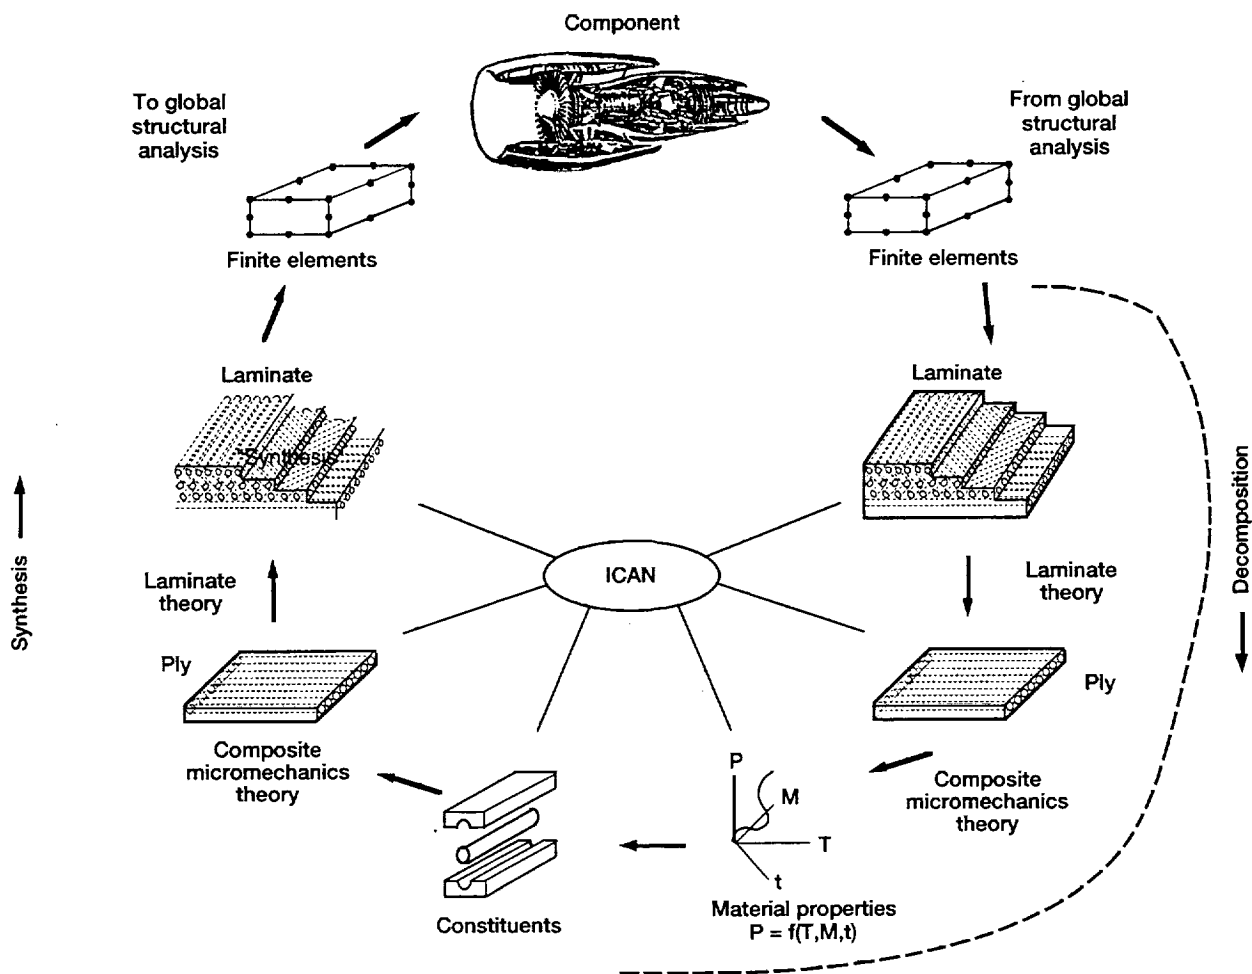 Component
To global
structural
analysis
From global
structural
analysis
Finite elements
Finite elements
Laminate
Laminate
Synthesis
Synthesis
ICAN
Decomposition
Laminate
theory
Laminate
theory
Ply
Ply
Composite
micromechanics
theory
Composite
micromechanics
theory
P
M
T
t
Constituents
Material properties
P = f(T,M,t)